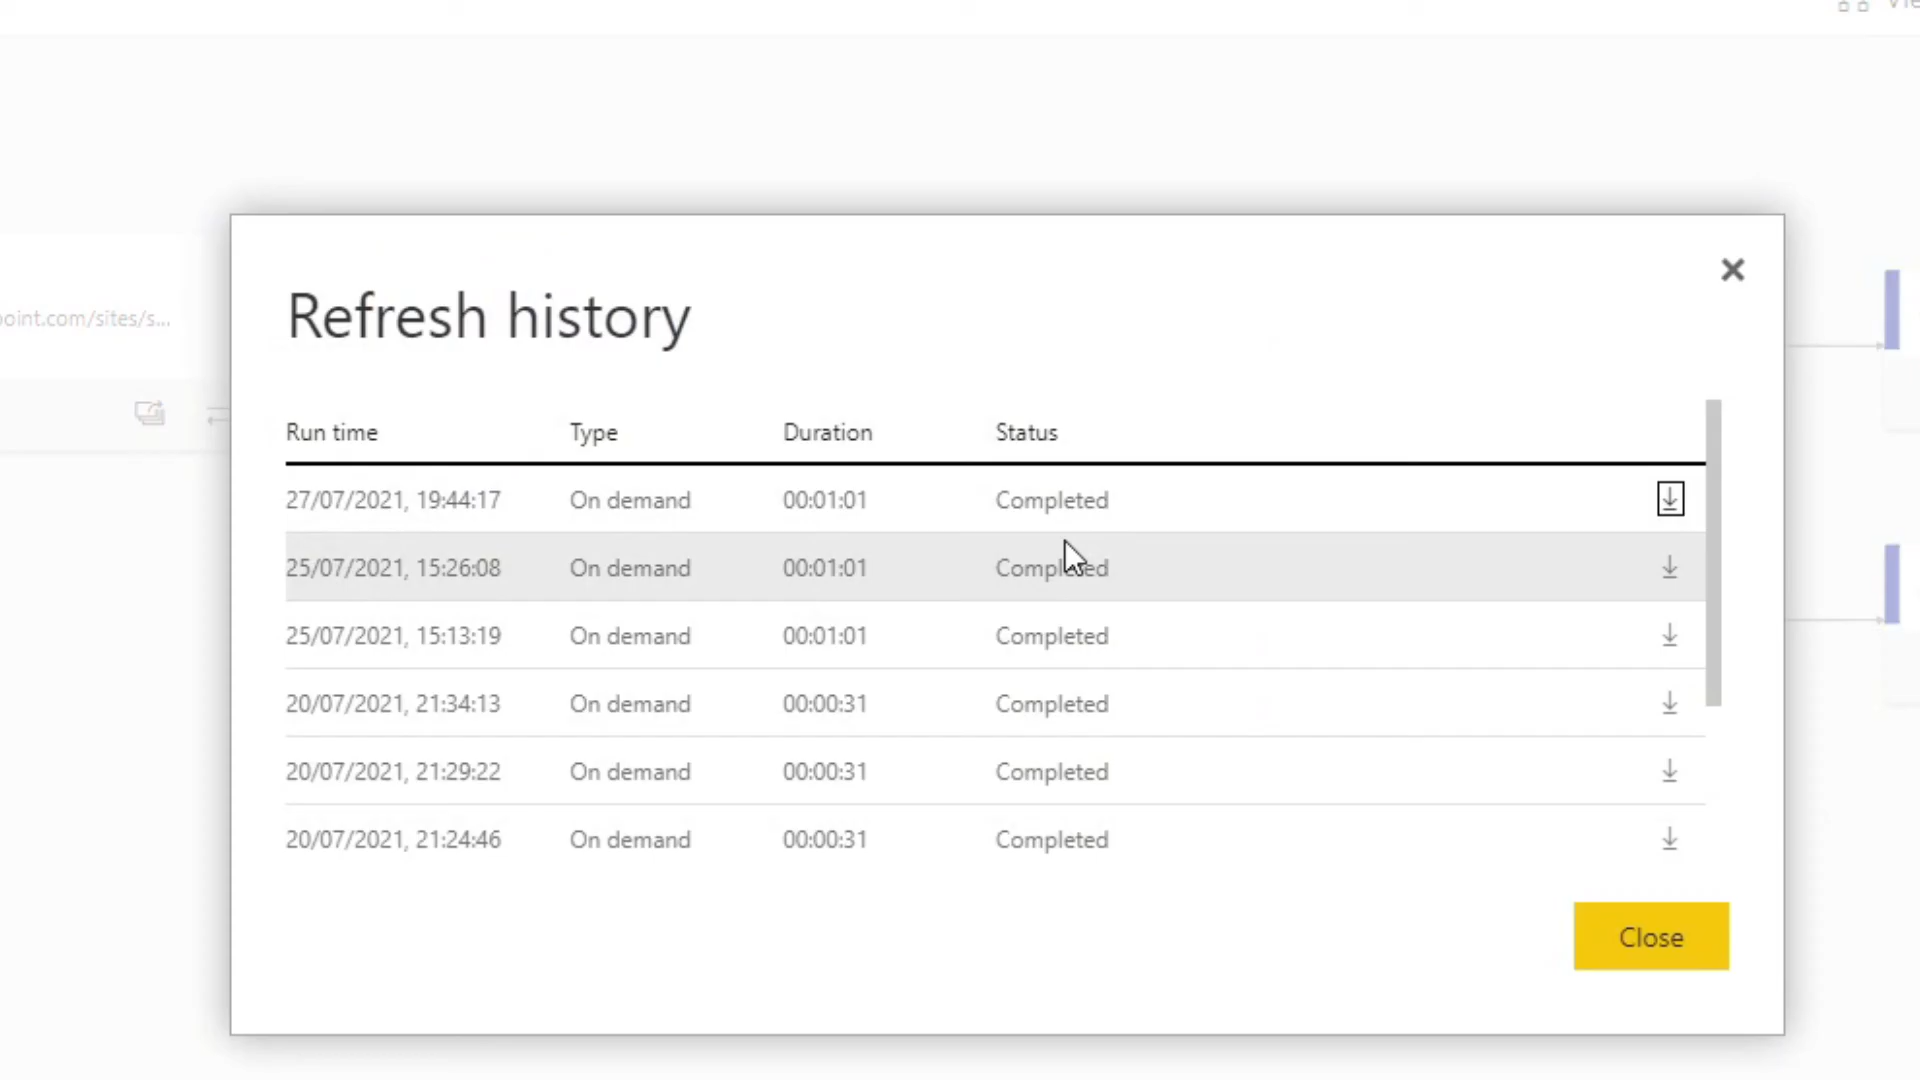 point.com/sites/s...
Refresh history
Run time Type Duration Status
27/07/2021, 19:44:17 On demand 00:01:01 Completed
25/07/2021, 15:26:08 On demand 00:01:01 Completed
25/07/2021, 15:13:19 On demand 00:01:01 Completed
20/07/2021, 21:34:13 On demand 00:00:31 Completed
20/07/2021, 21:29:22 On demand 00:00:31 Completed
20/07/2021, 21:24:46 On demand 00:00:31 Completed
Close